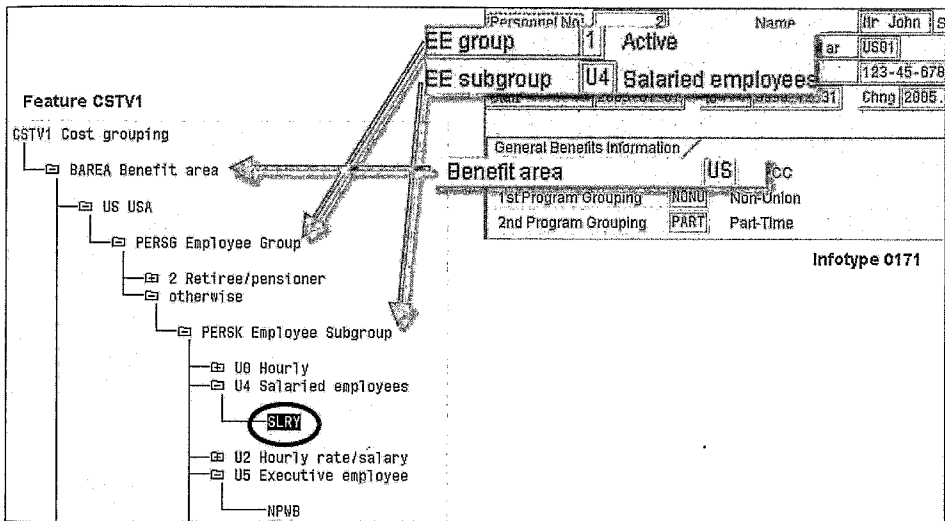 Personnel No 2 Name Mr John S
EE group 1 Active ar US01
EE subgroup U4 Salaried employees 123-45-678
Start Chng 2005.
Feature CSTV1
CSTV1 Cost grouping
BAREA Benefit area
US USA
PERSG Employee Group
2 Retiree/pensioner
otherwise
PERSK Employee Subgroup
U0 Hourly
U4 Salaried employees
SLRY
U2 Hourly rate/salary
U5 Executive employee
NPWB
General Benefits Information
Benefit area US cc
1st Program Grouping NONU Non-Union
2nd Program Grouping PART Part-Time
Infotype 0171